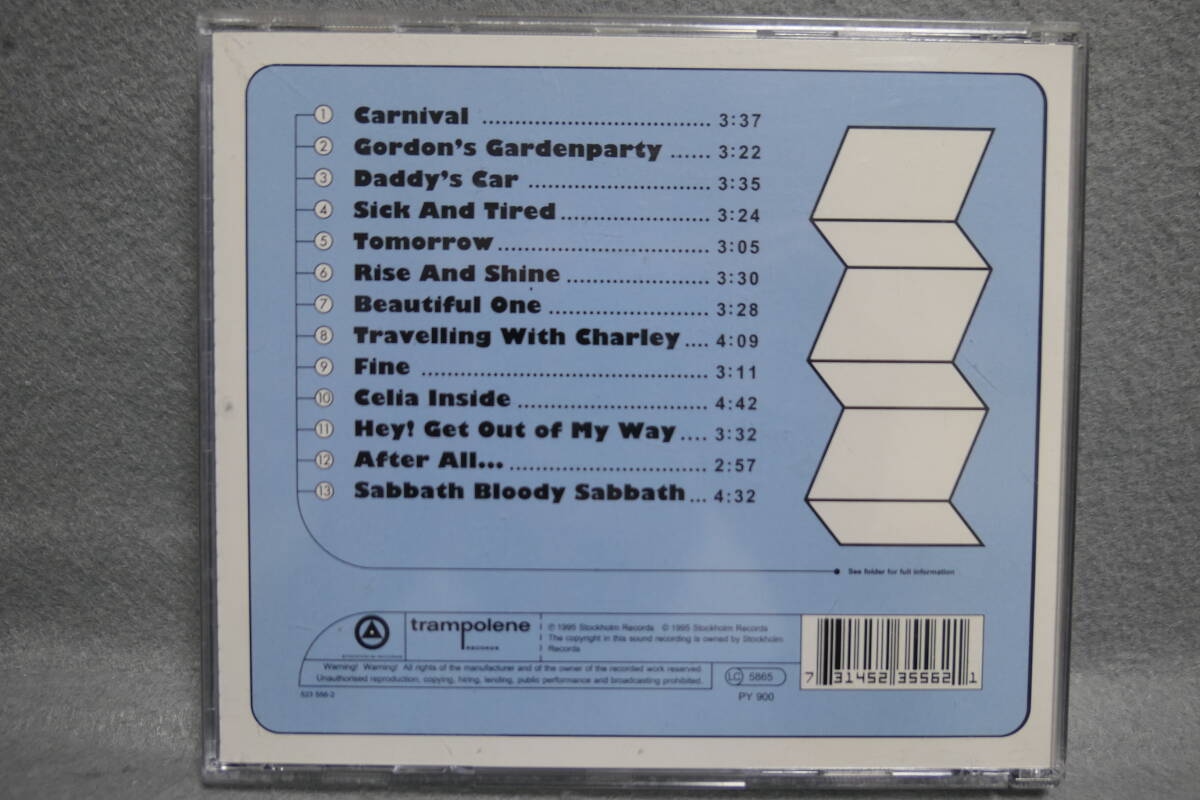 1 Carnival ................................. 3:37
2 Gordon's Gardenparty ...... 3:22
3 Daddy's Car .......................... 3:35
4 Sick And Tired ...................... 3:24
5 Tomorrow .............................. 3:05
6 Rise And Shine ..................... 3:30
7 Beautiful One ....................... 3:28
8 Travelling With Charley .... 4:09
9 Fine ......................................... 3:11
10 Celia Inside ........................... 4:42
11 Hey! Get Out of My Way .... 3:32
12 After All... ............................ 2:57
13 Sabbath Bloody Sabbath ... 4:32
See folder for full information
trampolene
RECORDS
℗ 1995 Stockholm Records © 1995 Stockholm Records
The copyright in this sound recording is owned by Stockholm
Records
Warning! Warning! All rights of the manufacturer and of the owner of the recorded work reserved.
Unauthorised reproduction, copying, hiring, lending, public performance and broadcasting prohibited.
LC 5865
PY 900
7 31452 35562 1